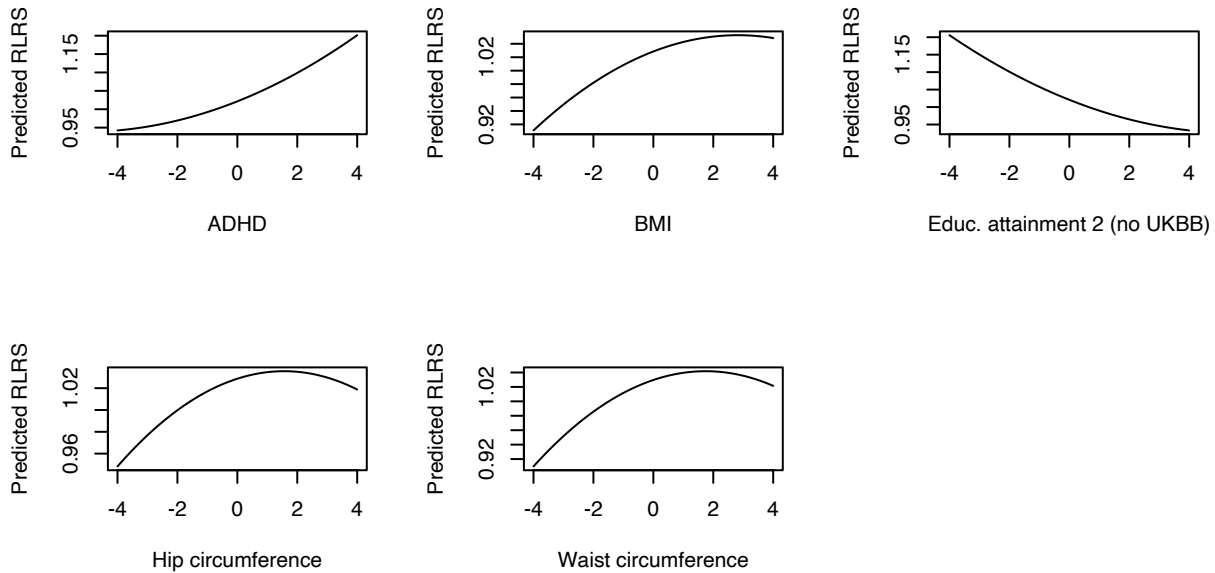 Predicted RLRS
0.95 1.15
-4 -2 0 2 4
ADHD
Predicted RLRS
0.92 1.02
-4 -2 0 2 4
BMI
Predicted RLRS
0.95 1.15
-4 -2 0 2 4
Educ. attainment 2 (no UKBB)
Predicted RLRS
0.96 1.02
-4 -2 0 2 4
Hip circumference
Predicted RLRS
0.92 1.02
-4 -2 0 2 4
Waist circumference